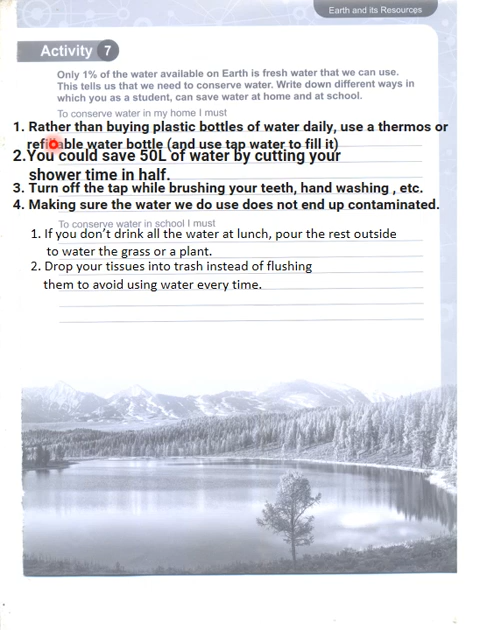 Earth and its Resources
Activity 7
Only 1% of the water available on Earth is fresh water that we can use.
This tells us that we need to conserve water. Write down different ways in
which you as a student, can save water at home and at school.
To conserve water in my home I must
1. Rather than buying plastic bottles of water daily, use a thermos or
water bottle (and use tap water to fill it)
2.You could save 50L of water by cutting your
shower time in half.
3. Turn off the tap while brushing your teeth, hand washing , etc.
4. Making sure the water we do use does not end up contaminated.
To conserve water in school I must
1. If you don't drink all the water at lunch, pour the rest outside
to water the grass or a plant.
2. Drop your tissues into trash instead of flushing
them to avoid using water every time.